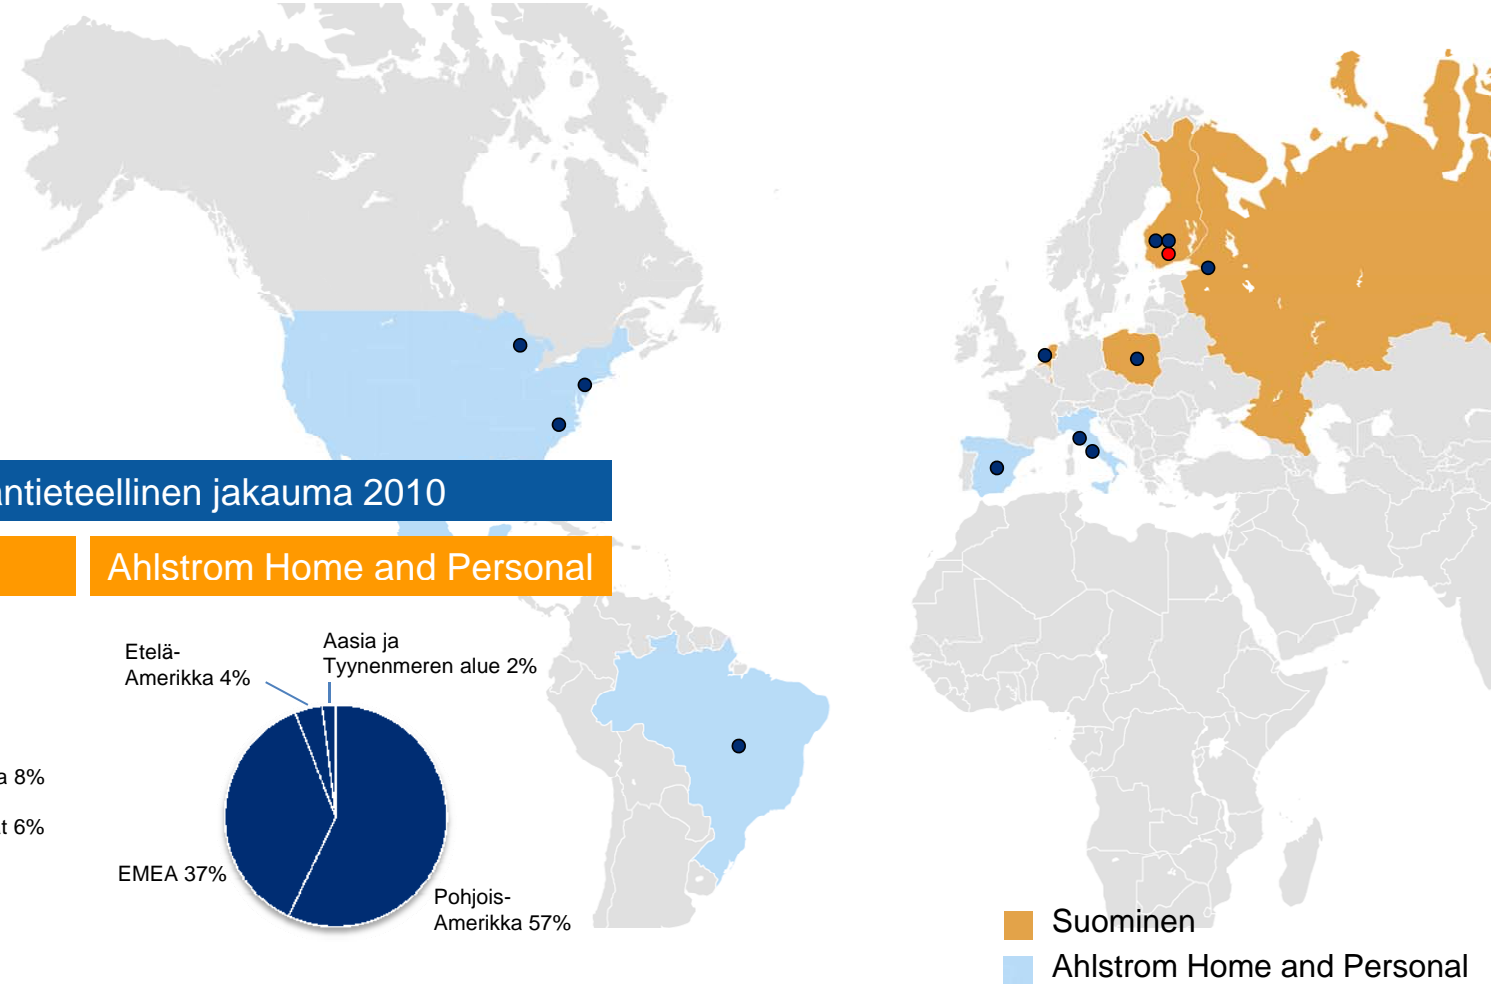 ntieteellinen jakauma 2010
Ahlstrom Home and Personal
Etelä-
Amerikka 4%
Aasia ja
Tyynenmeren alue 2%
a 8%
t 6%
EMEA 37%
Pohjois-
Amerikka 57%
Suominen
Ahlstrom Home and Personal